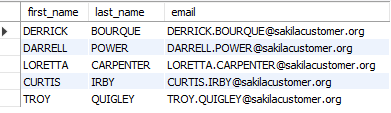 first_name last_name email
DERRICK BOURQUE DERRICK.BOURQUE@sakilacustomer.org
DARRELL POWER DARRELL.POWER@sakilacustomer.org
LORETTA CARPENTER LORETTA.CARPENTER@sakilacustomer.org
CURTIS IRBY CURTIS.IRBY@sakilacustomer.org
TROY QUIGLEY TROY.QUIGLEY@sakilacustomer.org